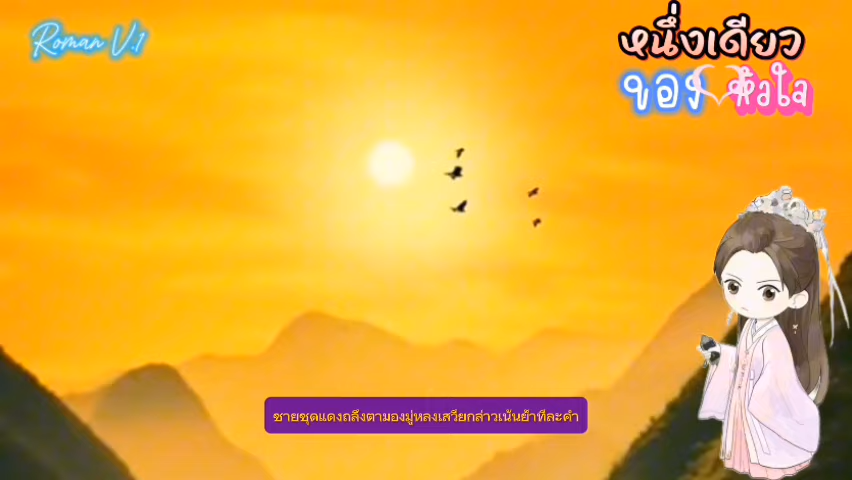 Roman V.1
หนึ่งเดียว
ของ หัวใจ
ชายชุดแดงถลึงตามองมู่หลงเสวียกล่าวเน้นย้ำทีละคำ